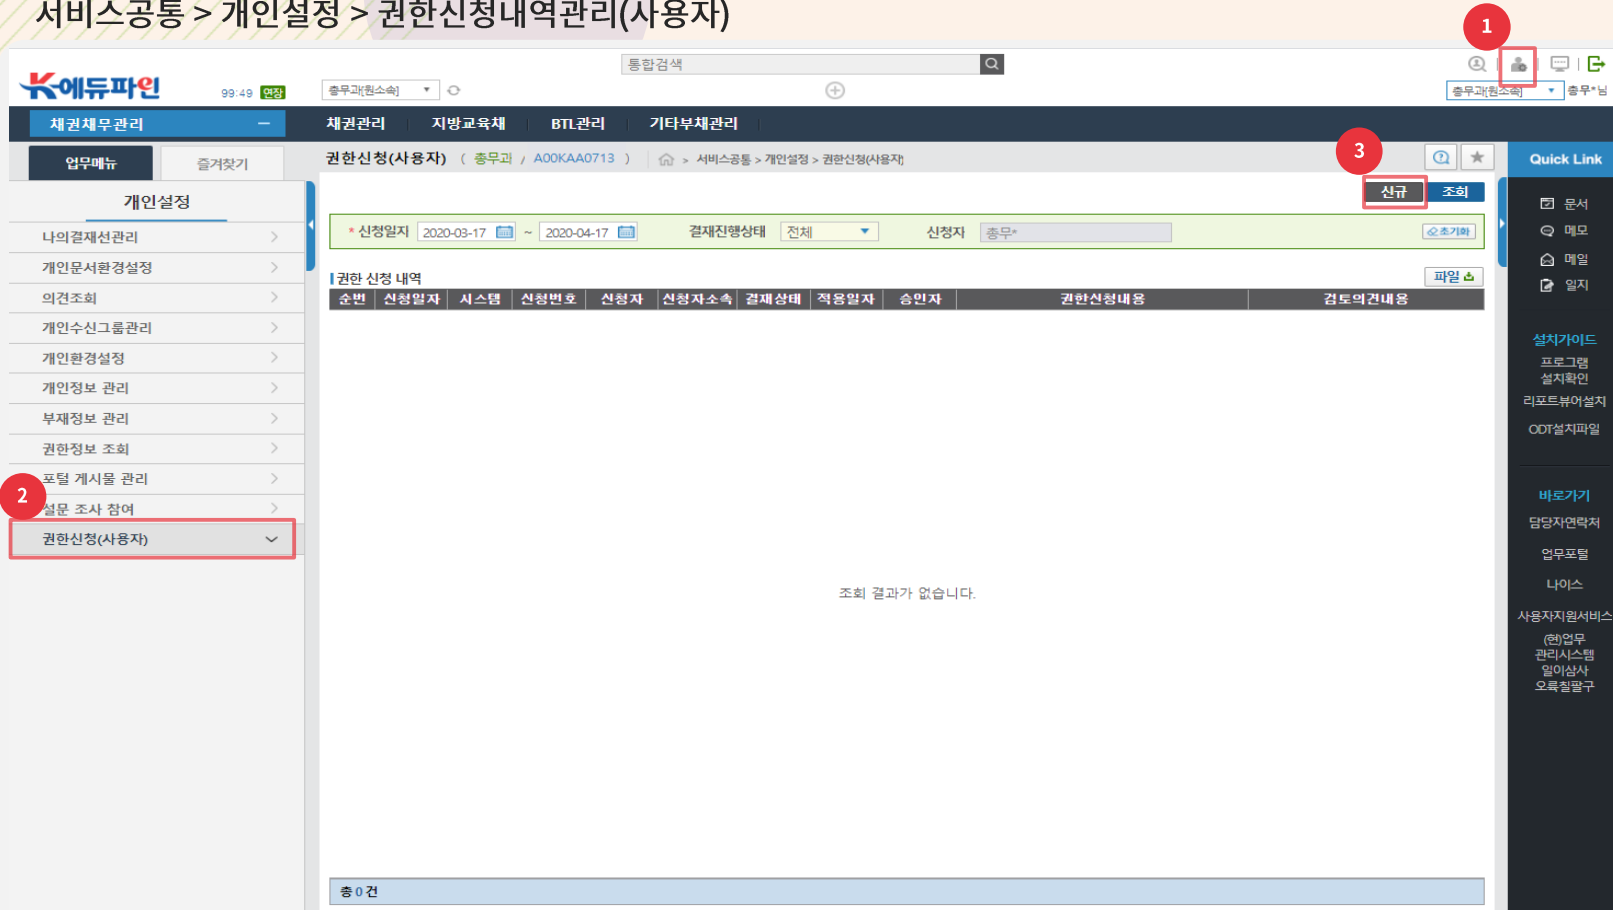 서비스공통 > 개인설정 > 권한신청내역관리(사용자)
1
통합검색
K-에듀파인
99:49 연장
총무과[원소속]
총무과[원소속] 총무*님
채권채무관리
채권관리 지방교육채 BTL관리 기타부채관리
업무메뉴 즐겨찾기
권한신청(사용자) ( 총무과 / A00KAA0713 ) > 서비스공통 > 개인설정 > 권한신청(사용자)
3
Quick Link
신규 조회
개인설정
나의결재선관리
개인문서환경설정
의견조회
개인수신그룹관리
개인환경설정
개인정보 관리
부재정보 관리
권한정보 조회
포털 게시물 관리
2
설문 조사 참여
권한신청(사용자)
* 신청일자 2020-03-17 ~ 2020-04-17 결재진행상태 전체 신청자 총무* 초기화
권한 신청 내역 파일
순번 신청일자 시스템 신청번호 신청자 신청자소속 결재상태 적용일자 승인자 권한신청내용 검토의견내용
조회 결과가 없습니다.
총 0 건
문서
메모
메일
일지
설치가이드
프로그램
설치확인
리포트뷰어설치
ODT설치파일
바로가기
담당자연락처
업무포털
나이스
사용자지원서비스
(현)업무
관리시스템
일이삼사
오륙칠팔구